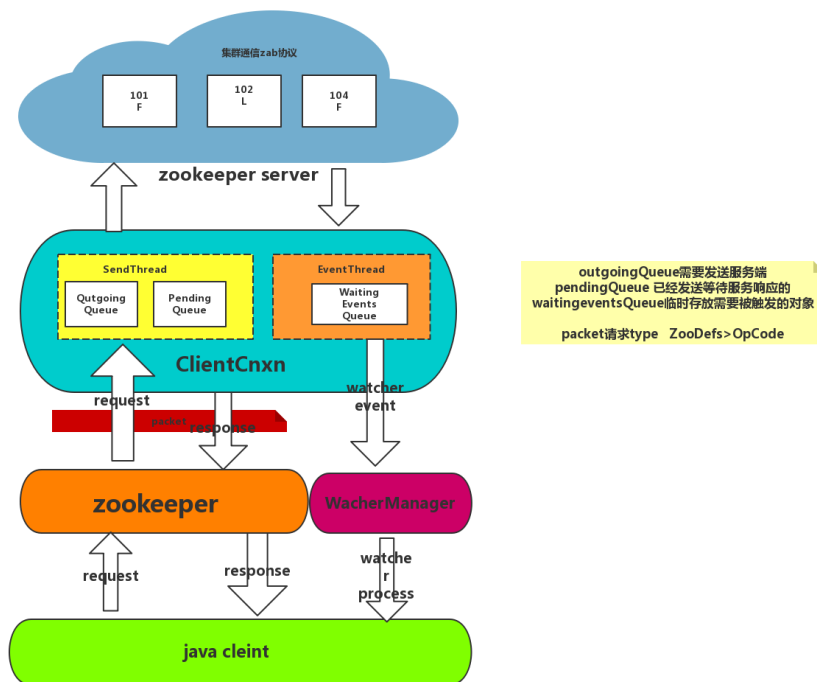 集群通信zab协议
101
F
102
L
104
F
zookeeper server
SendThread
Qutgoing
Queue
Pending
Queue
EventThread
Waiting
Events
Queue
ClientCnxn
outgoingQueue需要发送服务端
pendingQueue 已经发送等待服务响应的
waitingeventsQueue临时存放需要被触发的对象
packet请求type ZooDefs>OpCode
request
packet
response
watcher
event
zookeeper
WacherManager
request
response
watche
r
process
java cleint